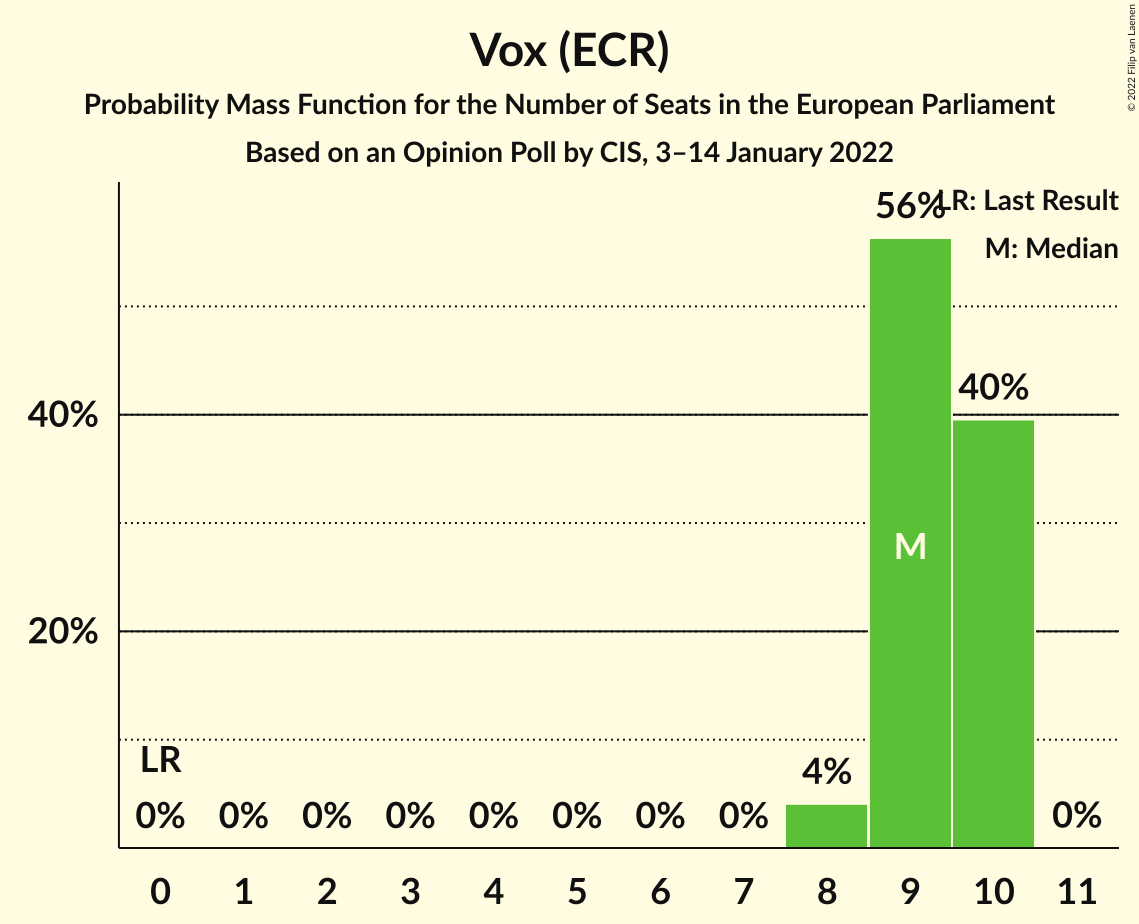 Vox (ECR)
Probability Mass Function for the Number of Seats in the European Parliament
Based on an Opinion Poll by CIS, 3–14 January 2022
© 2022 Filip van Laenen
LR: Last Result
M: Median
56%
40%
40%
M
20%
LR
4%
0% 0% 0% 0% 0% 0% 0% 0% 0%
0 1 2 3 4 5 6 7 8 9 10 11